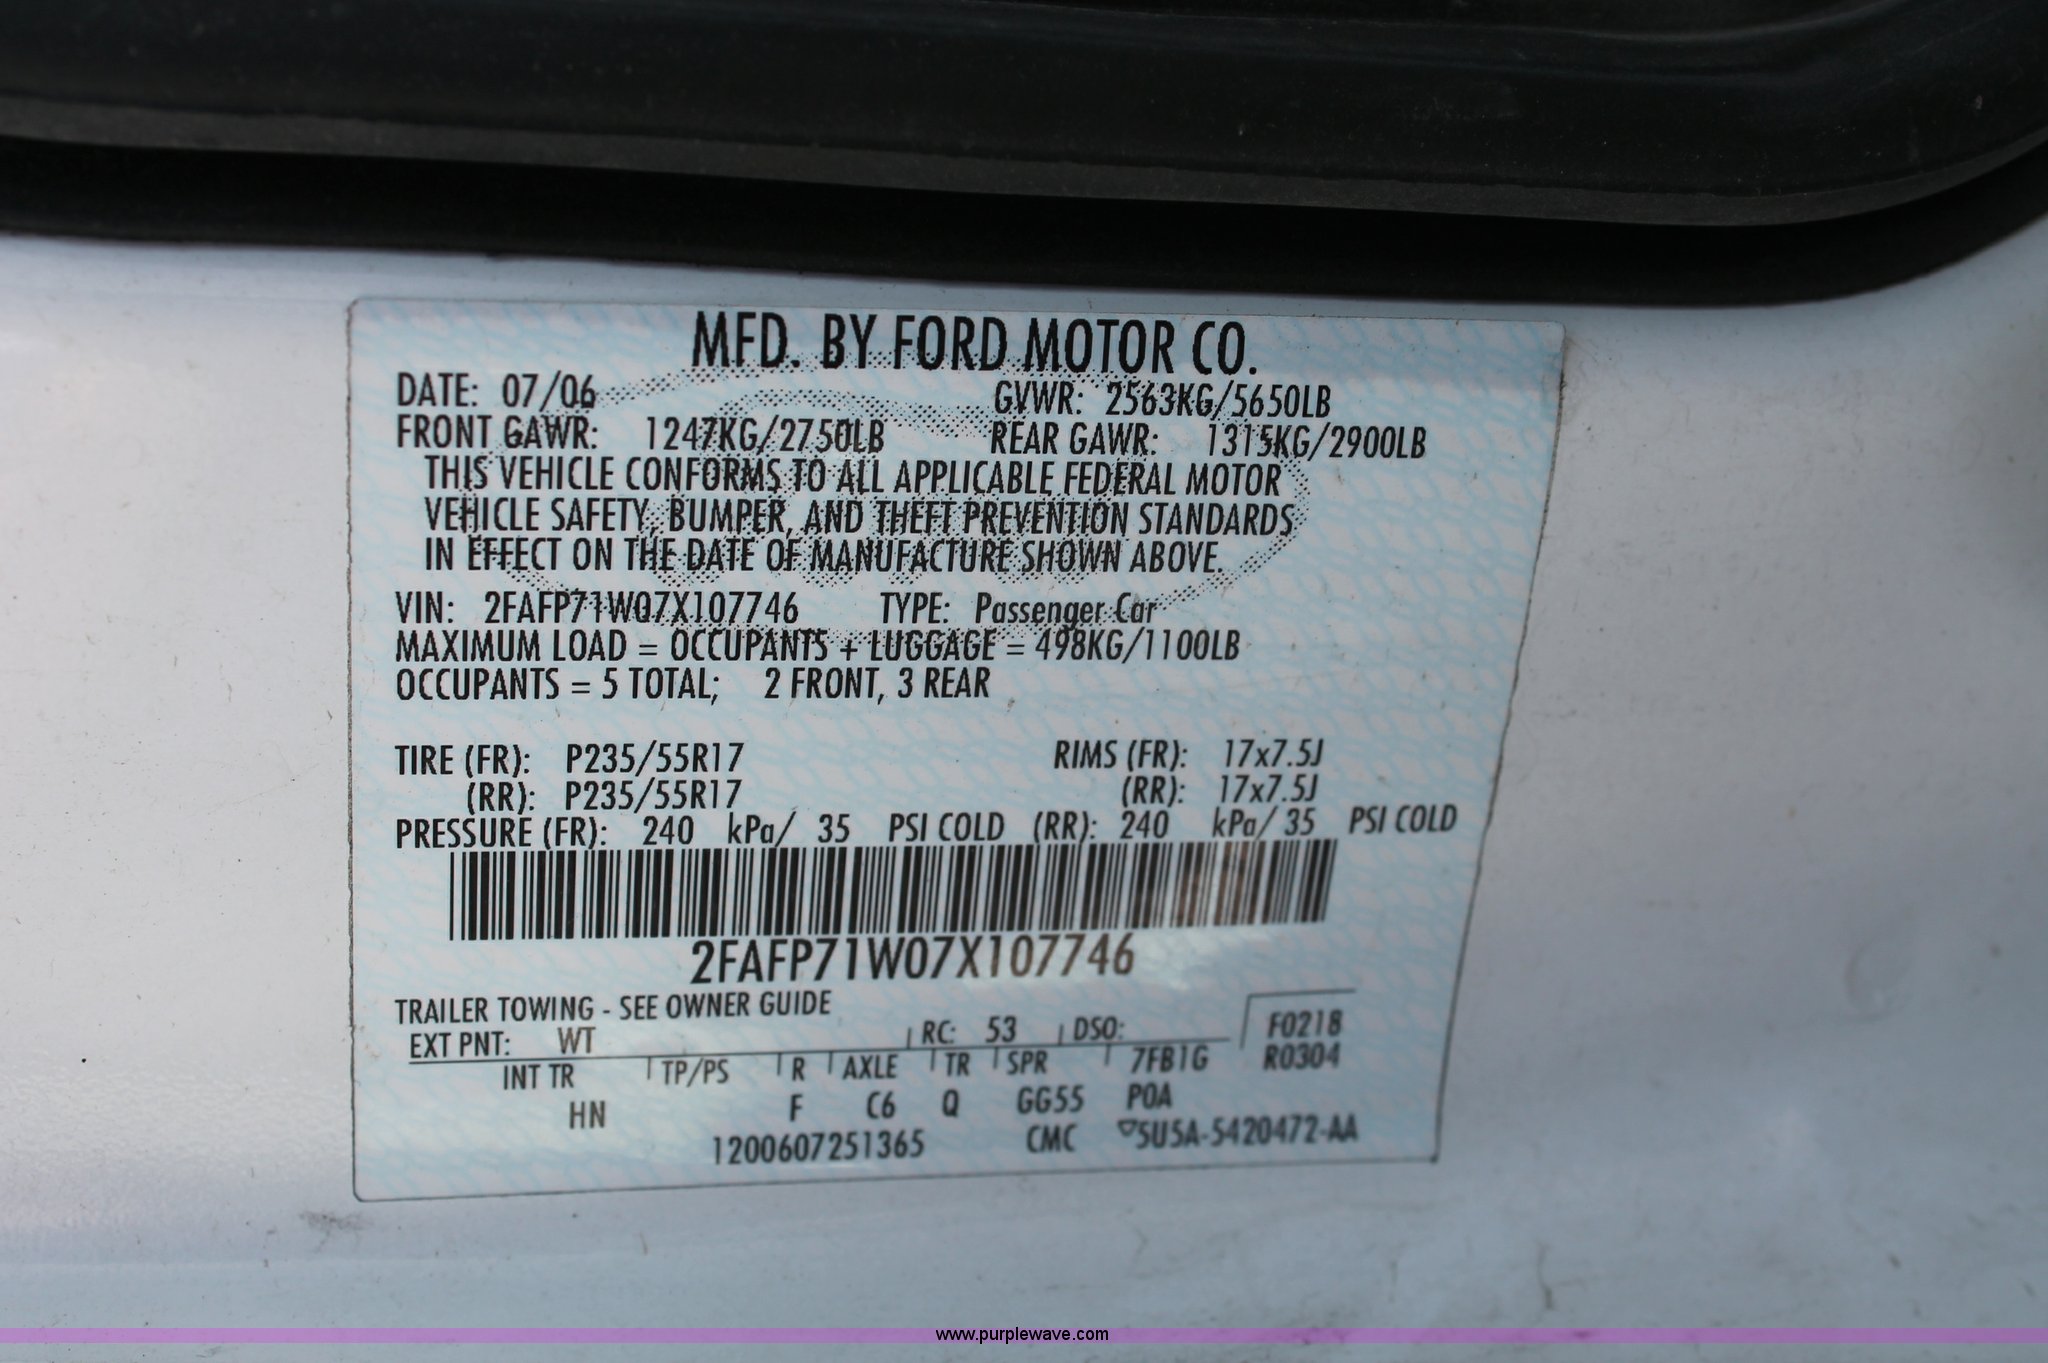 MFD. BY FORD MOTOR CO.
DATE: 07/06 GVWR: 2563KG/5650LB
FRONT GAWR: 1247KG/2750LB REAR GAWR: 1315KG/2900LB
THIS VEHICLE CONFORMS TO ALL APPLICABLE FEDERAL MOTOR
VEHICLE SAFETY, BUMPER, AND THEFT PREVENTION STANDARDS
IN EFFECT ON THE DATE OF MANUFACTURE SHOWN ABOVE.
VIN: 2FAFP71W07X107746 TYPE: Passenger Car
MAXIMUM LOAD = OCCUPANTS + LUGGAGE = 498KG/1100LB
OCCUPANTS = 5 TOTAL; 2 FRONT, 3 REAR
TIRE (FR): P235/55R17 RIMS (FR): 17x7.5J
(RR): P235/55R17 (RR): 17x7.5J
PRESSURE (FR): 240 kPa/ 35 PSI COLD (RR): 240 kPa/ 35 PSI COLD
2FAFP71W07X107746
TRAILER TOWING - SEE OWNER GUIDE
EXT PNT: WT RC: 53 DSO: F0218
INT TR TP/PS R AXLE TR SPR 7FB1G R0304
HN F C6 Q GG55 POA
1200607251365 CMC ▽5U5A-5420472-AA
www.purplewave.com